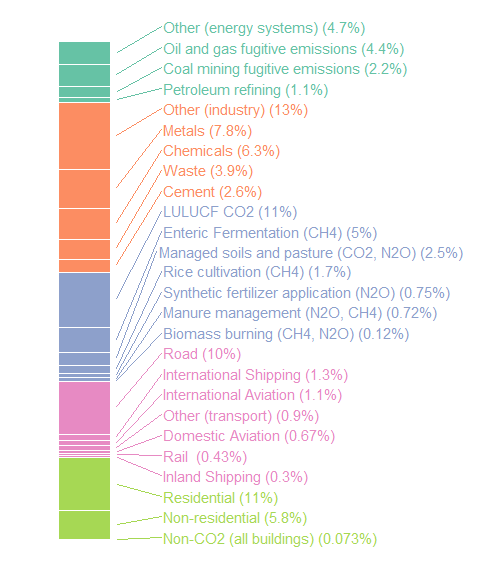 Other (energy systems) (4.7%)
Oil and gas fugitive emissions (4.4%)
Coal mining fugitive emissions (2.2%)
Petroleum refining (1.1%)
Other (industry) (13%)
Metals (7.8%)
Chemicals (6.3%)
Waste (3.9%)
Cement (2.6%)
LULUCF CO2 (11%)
Enteric Fermentation (CH4) (5%)
Managed soils and pasture (CO2, N2O) (2.5%)
Rice cultivation (CH4) (1.7%)
Synthetic fertilizer application (N2O) (0.75%)
Manure management (N2O, CH4) (0.72%)
Biomass burning (CH4, N2O) (0.12%)
Road (10%)
International Shipping (1.3%)
International Aviation (1.1%)
Other (transport) (0.9%)
Domestic Aviation (0.67%)
Rail (0.43%)
Inland Shipping (0.3%)
Residential (11%)
Non-residential (5.8%)
Non-CO2 (all buildings) (0.073%)